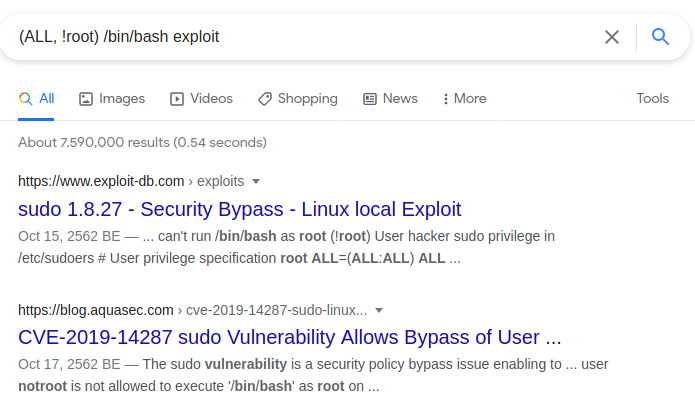 (ALL, !root) /bin/bash exploit
All Images Videos Shopping News More Tools
About 7,590,000 results (0.54 seconds)
https://www.exploit-db.com › exploits
sudo 1.8.27 - Security Bypass - Linux local Exploit
Oct 15, 2562 BE — ... can't run /bin/bash as root (!root) User hacker sudo privilege in
/etc/sudoers # User privilege specification root ALL=(ALL:ALL) ALL ...
https://blog.aquasec.com › cve-2019-14287-sudo-linux...
CVE-2019-14287 sudo Vulnerability Allows Bypass of User ...
Oct 17, 2562 BE — The sudo vulnerability is a security policy bypass issue enabling to ... user
notroot is not allowed to execute '/bin/bash' as root on ...